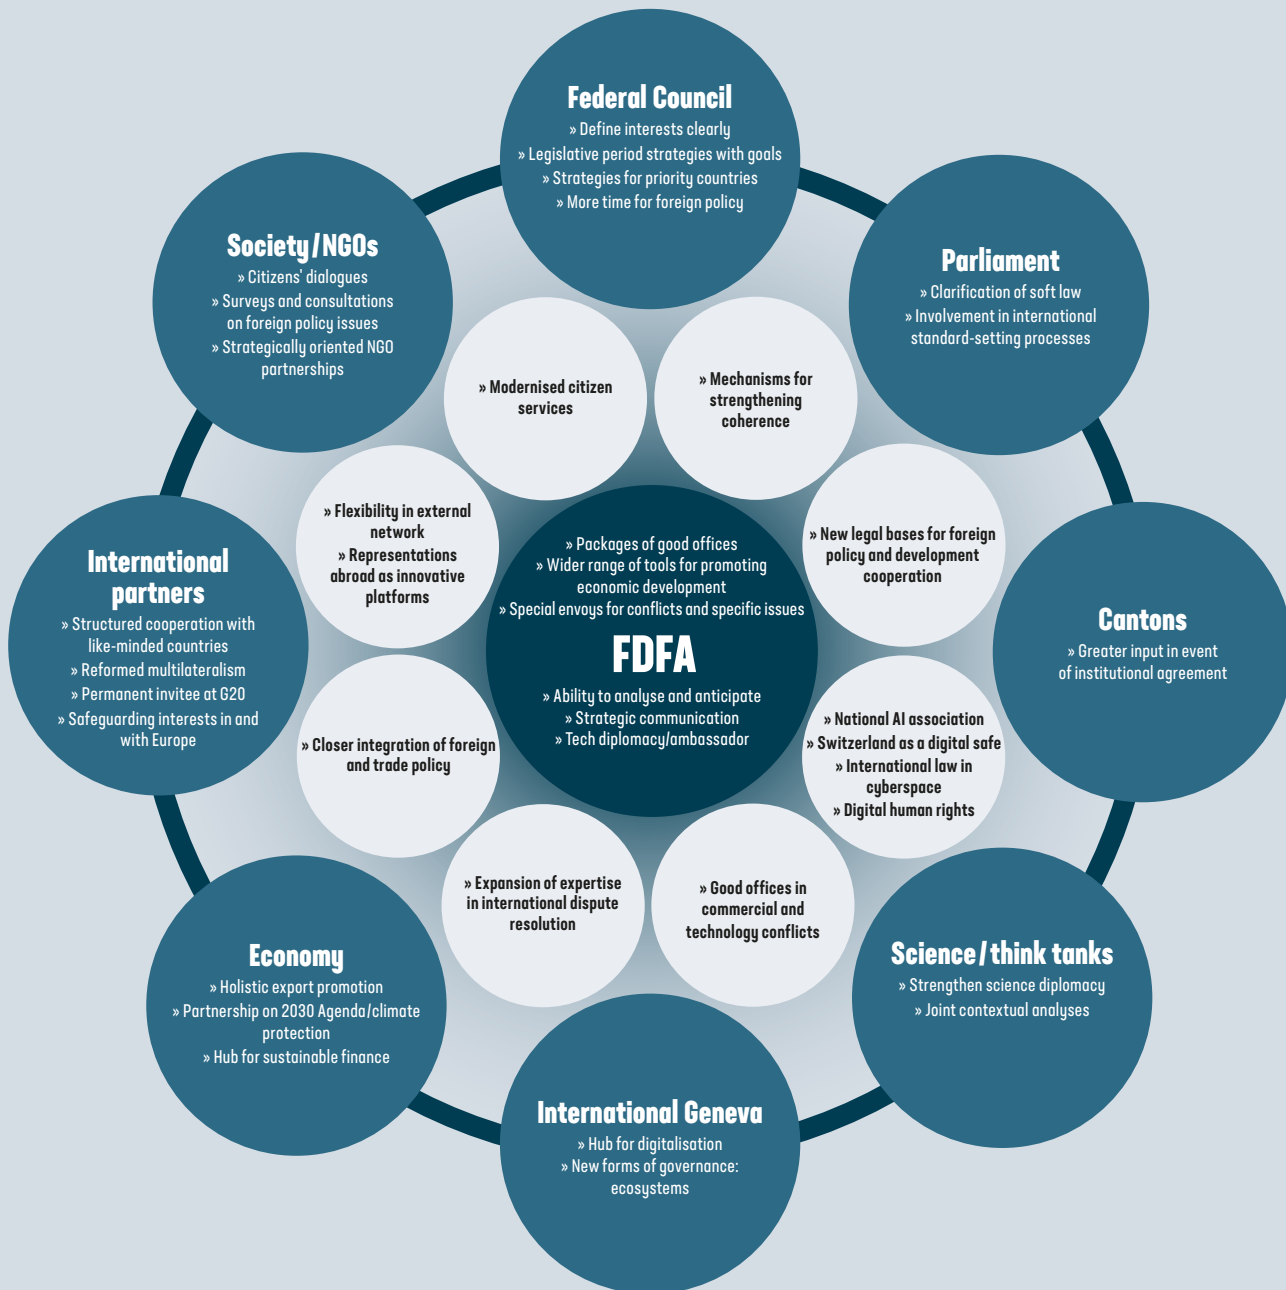 Federal Council
» Define interests clearly
» Legislative period strategies with goals
» Strategies for priority countries
» More time for foreign policy
Society/NGOs
» Citizens' dialogues
» Surveys and consultations
on foreign policy issues
» Strategically oriented NGO
partnerships
Parliament
» Clarification of soft law
» Involvement in international
standard-setting processes
» Modernised citizen
services
» Mechanisms for
strengthening
coherence
» Flexibility in external
network
» Representations
abroad as innovative
platforms
» New legal bases for foreign
policy and development
cooperation
International
partners
» Structured cooperation with
like-minded countries
» Reformed multilateralism
» Permanent invitee at G20
» Safeguarding interests in and
with Europe
» Packages of good offices
» Wider range of tools for promoting
economic development
» Special envoys for conflicts and specific issues
FDFA
» Ability to analyse and anticipate
» Strategic communication
» Tech diplomacy/ambassador
Cantons
» Greater input in event
of institutional agreement
» Closer integration of foreign
and trade policy
» National AI association
» Switzerland as a digital safe
» International law in
cyberspace
» Digital human rights
» Expansion of expertise
in international dispute
resolution
» Good offices in
commercial and
technology conflicts
Economy
» Holistic export promotion
» Partnership on 2030 Agenda/climate
protection
» Hub for sustainable finance
Science/think tanks
» Strengthen science diplomacy
» Joint contextual analyses
International Geneva
» Hub for digitalisation
» New forms of governance:
ecosystems